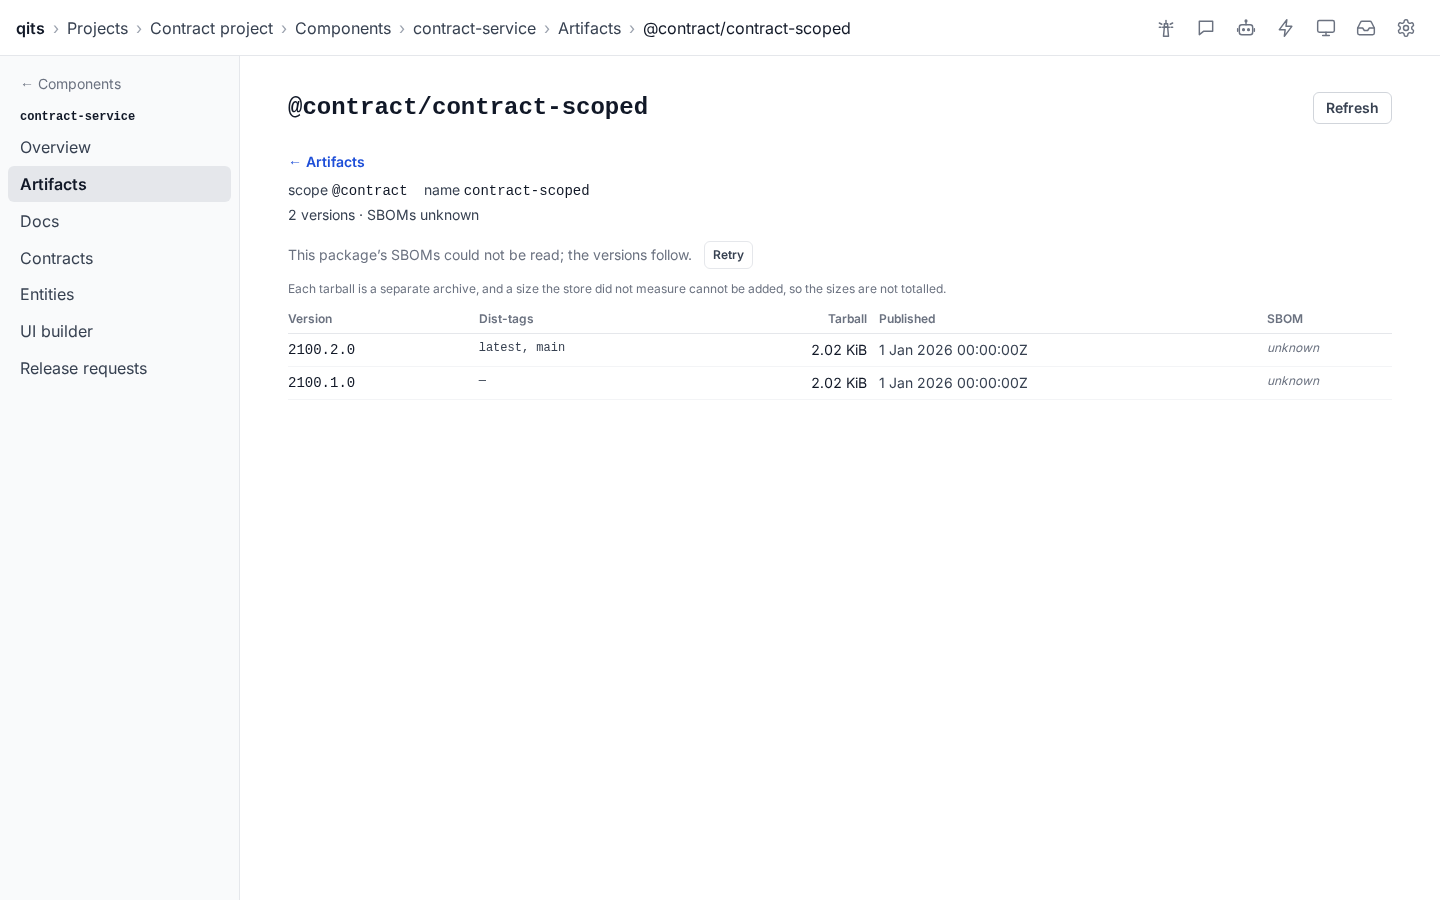 qits › Projects › Contract project › Components › contract-service › Artifacts › @contract/contract-scoped
← Components
contract-service
Overview
Artifacts
Docs
Contracts
Entities
UI builder
Release requests
@contract/contract-scoped
Refresh
← Artifacts
scope @contract name contract-scoped
2 versions · SBOMs unknown
This package’s SBOMs could not be read; the versions follow. Retry
Each tarball is a separate archive, and a size the store did not measure cannot be added, so the sizes are not totalled.
Version Dist-tags Tarball Published SBOM
2100.2.0 latest, main 2.02 KiB 1 Jan 2026 00:00:00Z unknown
2100.1.0 — 2.02 KiB 1 Jan 2026 00:00:00Z unknown